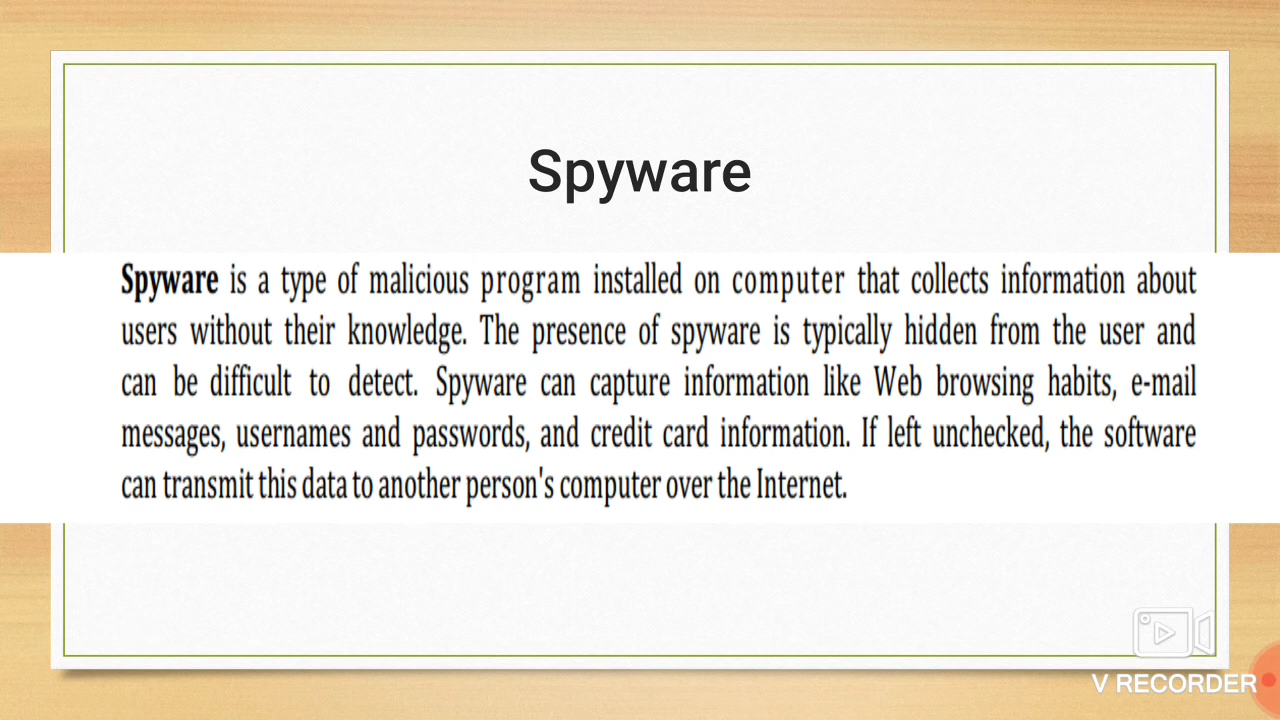 Spyware
Spyware is a type of malicious program installed on computer that collects information about
users without their knowledge. The presence of spyware is typically hidden from the user and
can be difficult to detect. Spyware can capture information like Web browsing habits, e-mail
messages, usernames and passwords, and credit card information. If left unchecked, the software
can transmit this data to another person's computer over the Internet.
V RECORDER